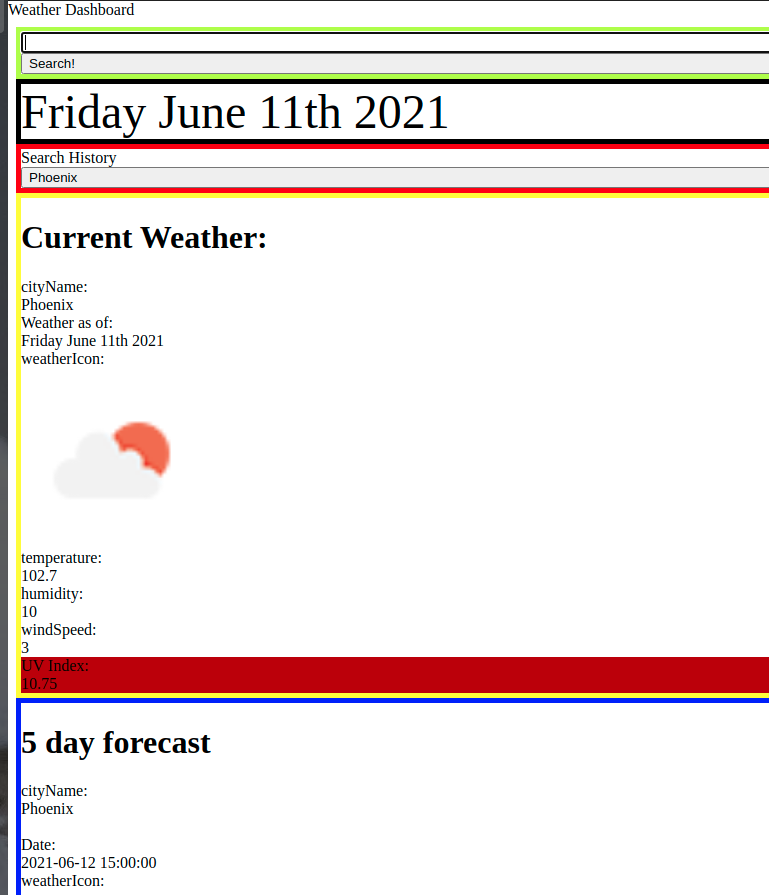 Weather Dashboard
Search!
Friday June 11th 2021
Search History
Phoenix
Current Weather:
cityName:
Phoenix
Weather as of:
Friday June 11th 2021
weatherIcon:
temperature:
102.7
humidity:
10
windSpeed:
3
UV Index:
10.75
5 day forecast
cityName:
Phoenix
Date:
2021-06-12 15:00:00
weatherIcon: